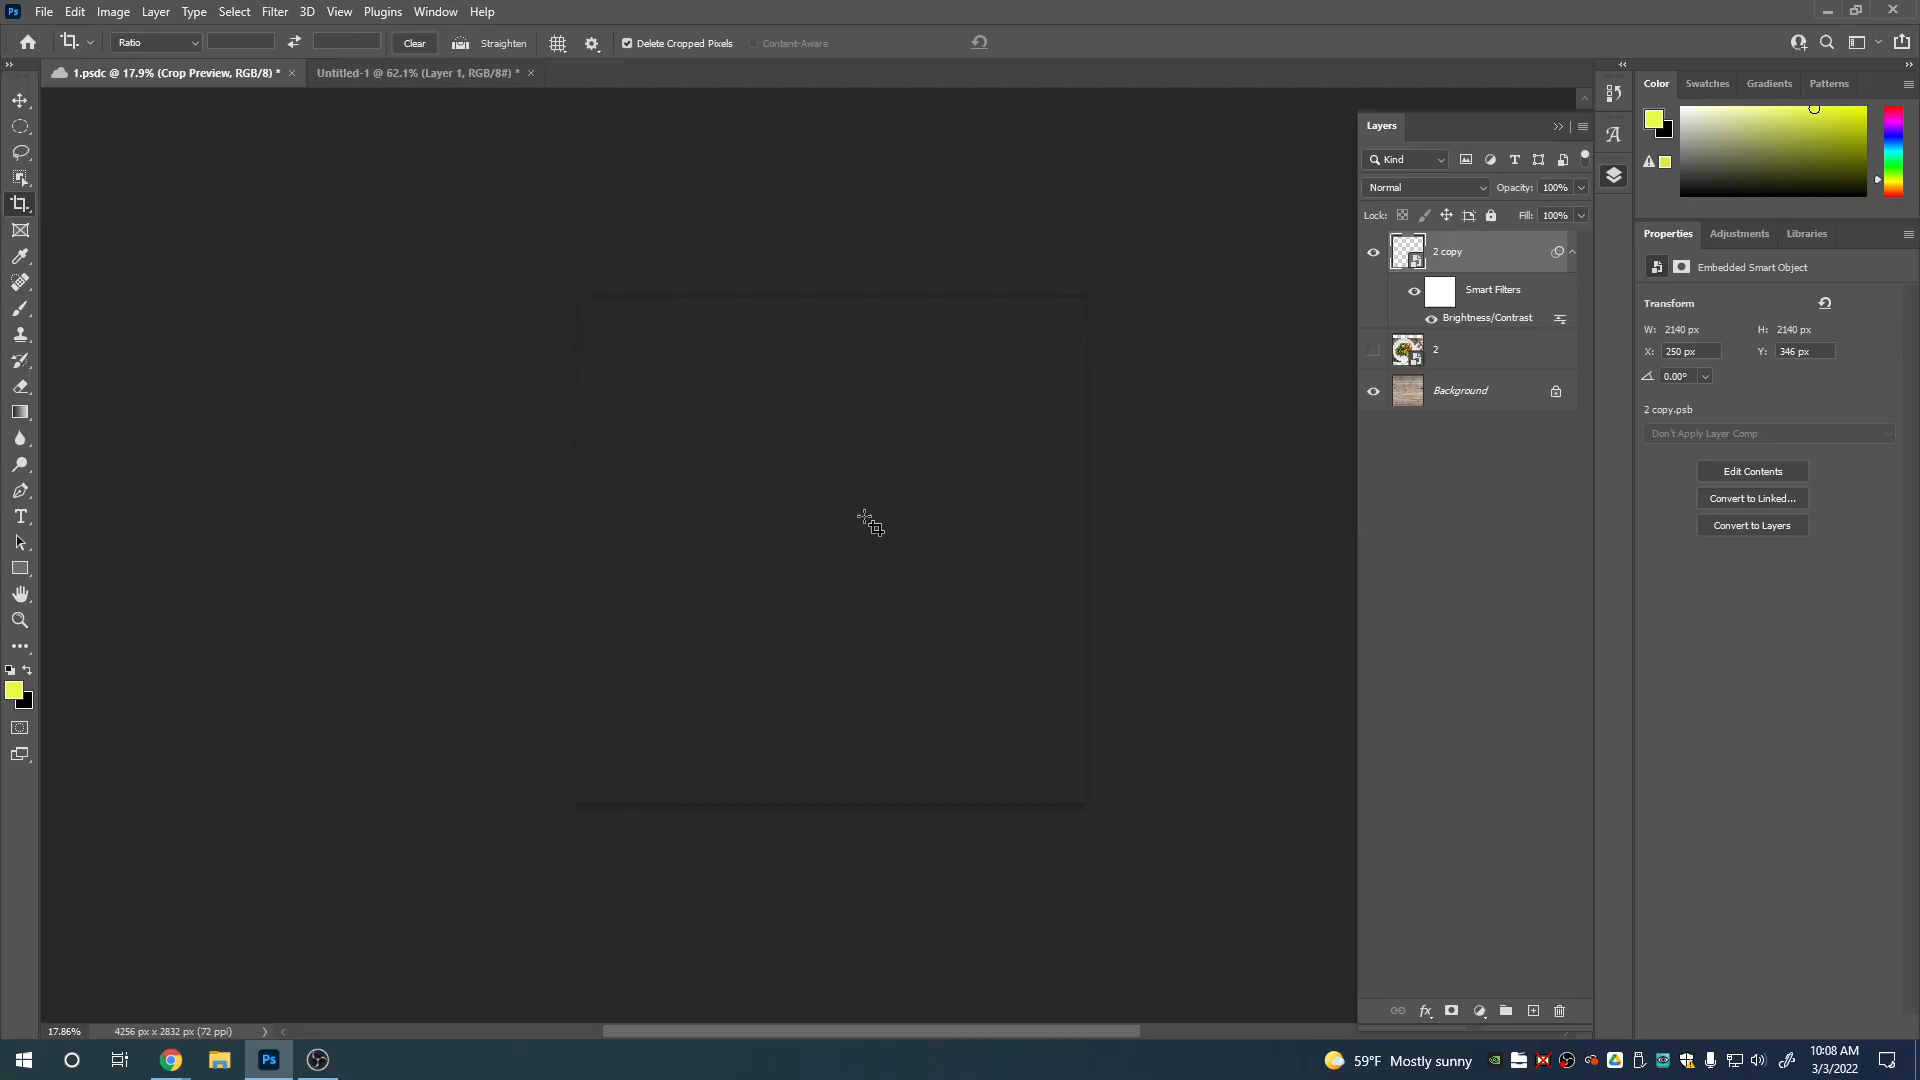 Ps File Edit Image Layer Type Select Filter 3D View Plugins Window Help
Ratio Clear Straighten Delete Cropped Pixels Content-Aware
1.psdc @ 17.9% (Crop Preview, RGB/8) * × Untitled-1 @ 62.1% (Layer 1, RGB/8#) * ×
Color Swatches Gradients Patterns
Layers
Kind
Normal Opacity: 100%
Lock: Fill: 100%
2 copy
Smart Filters
Brightness/Contrast
2
Background
Properties Adjustments Libraries
Embedded Smart Object
Transform
W: 2140 px H: 2140 px
X: 250 px Y: 346 px
0.00°
2 copy.psb
Don't Apply Layer Comp
Edit Contents
Convert to Linked...
Convert to Layers
17.86% 4256 px x 2832 px (72 ppi)
Ps 59°F Mostly sunny 10:08 AM
3/3/2022